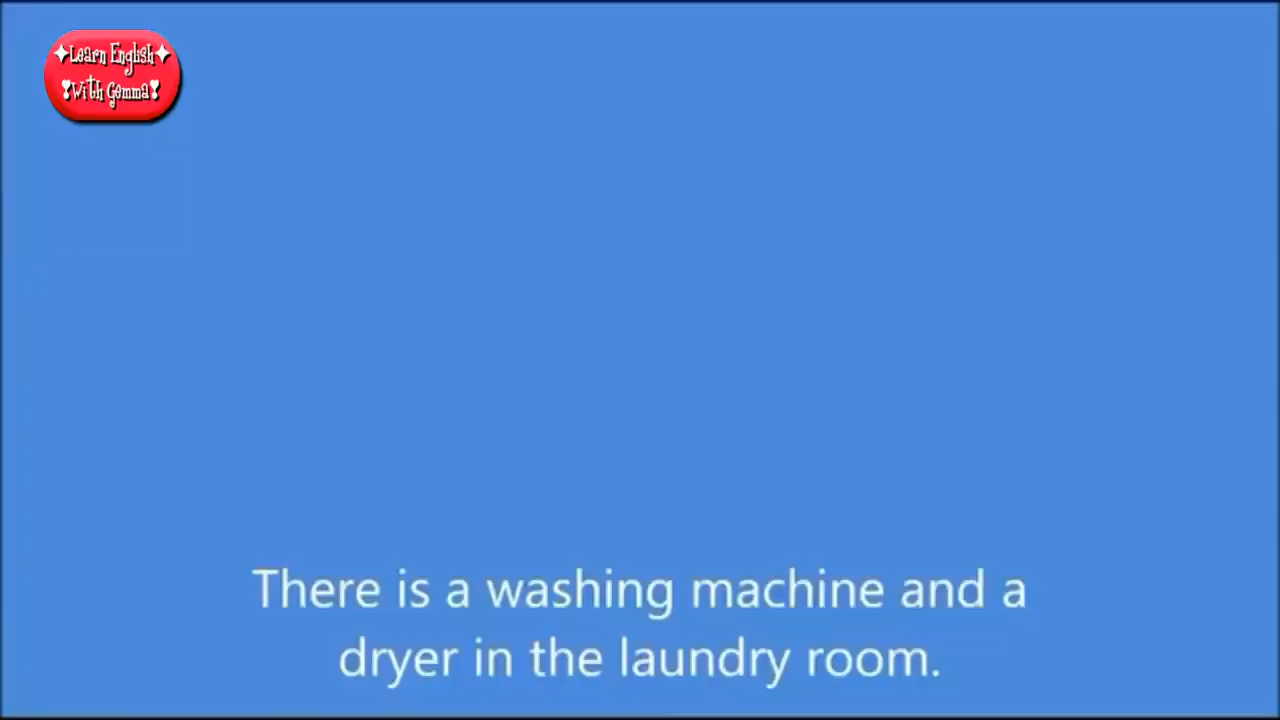 ✦Learn English✦
❣With Gemma❣
There is a washing machine and a
dryer in the laundry room.